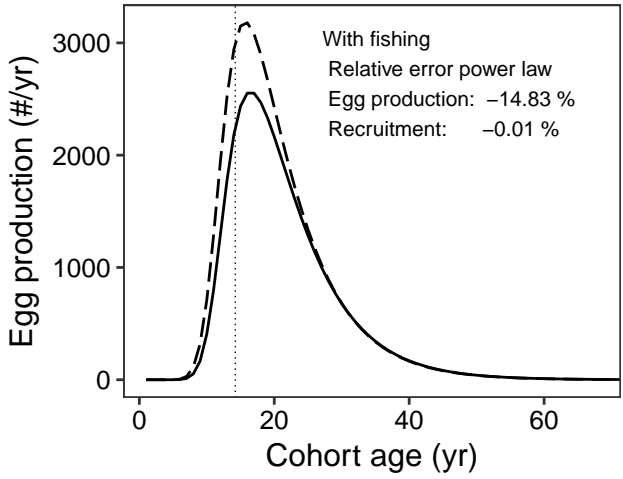 With fishing
Relative error power law
Egg production: −14.83 %
Recruitment: −0.01 %
Egg production (#/yr)
3000
2000
1000
0
0 20 40 60
Cohort age (yr)